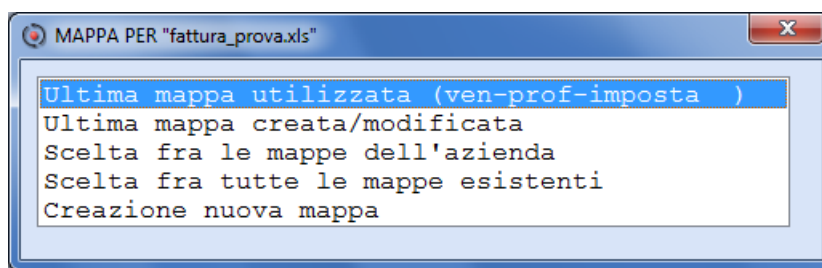 MAPPA PER "fattura_prova.xls"
Ultima mappa utilizzata (ven-prof-imposta  )
Ultima mappa creata/modificata
Scelta fra le mappe dell'azienda
Scelta fra tutte le mappe esistenti
Creazione nuova mappa